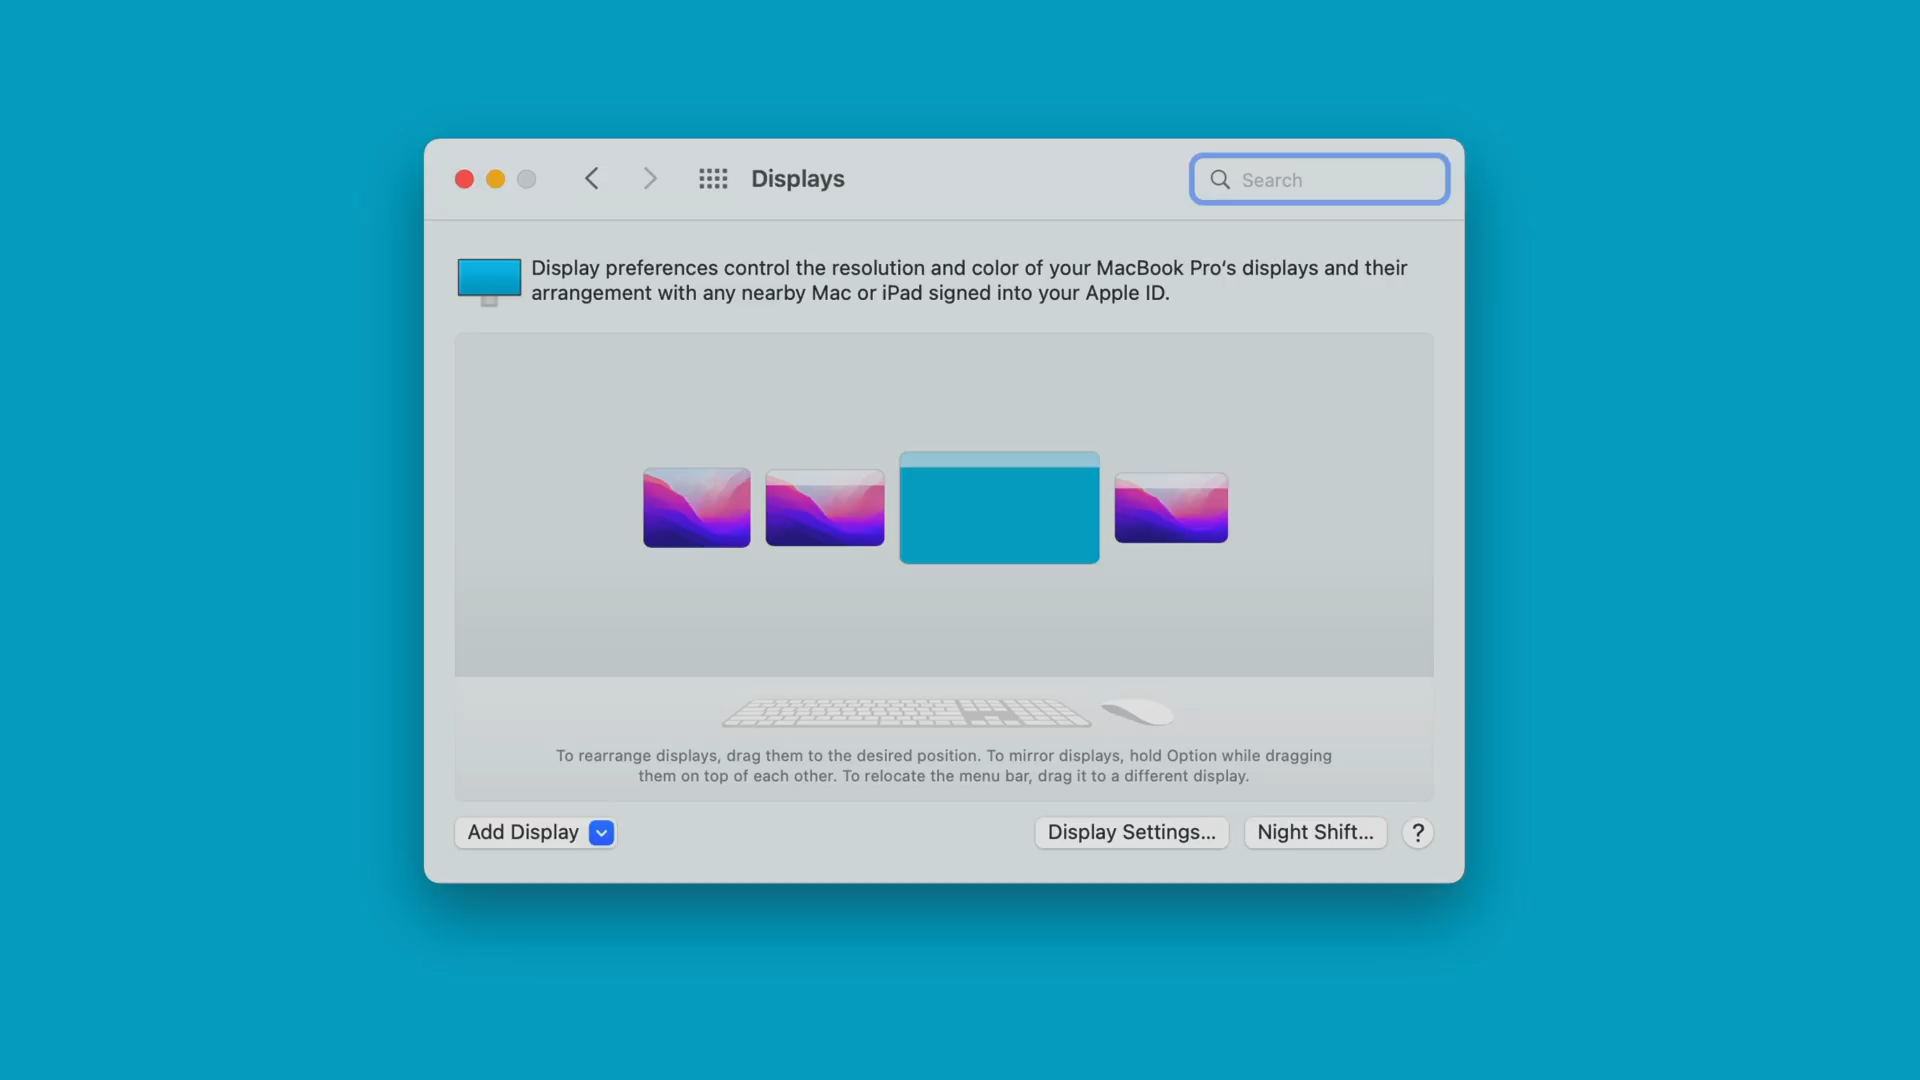 Displays
Search
Display preferences control the resolution and color of your MacBook Pro‘s displays and their
arrangement with any nearby Mac or iPad signed into your Apple ID.
To rearrange displays, drag them to the desired position. To mirror displays, hold Option while dragging
them on top of each other. To relocate the menu bar, drag it to a different display.
Add Display
Display Settings...
Night Shift...
?